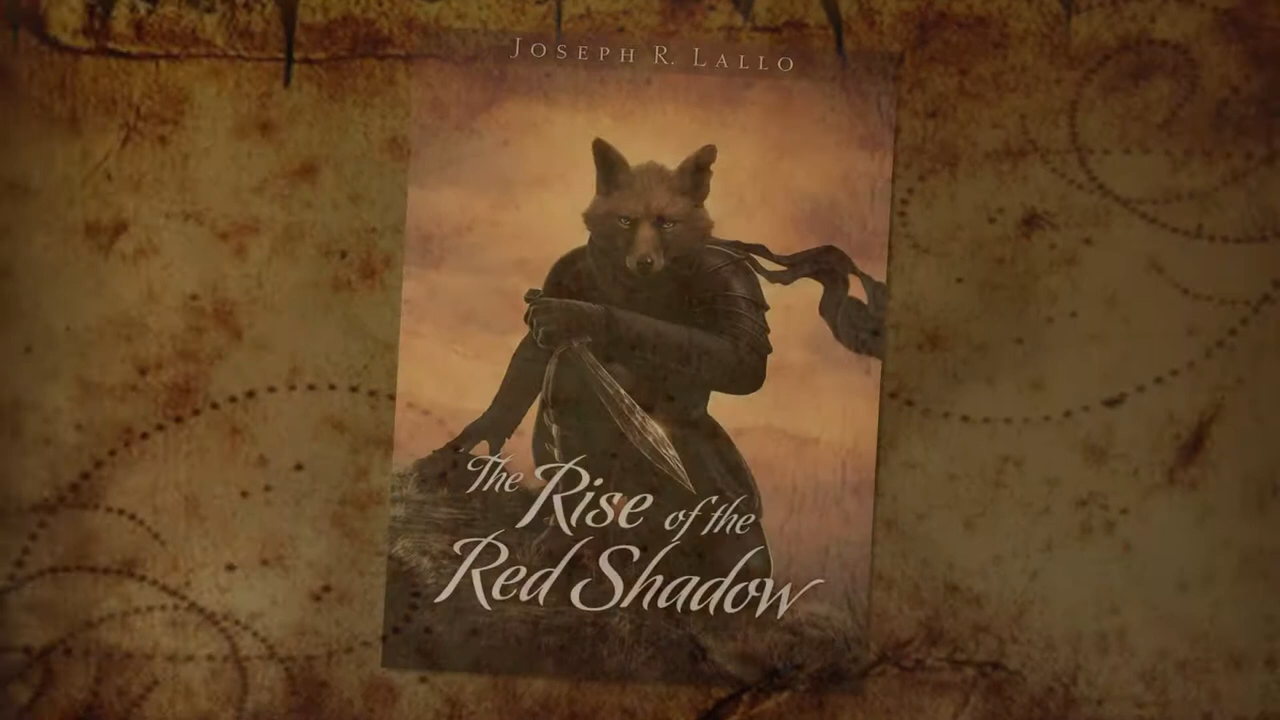 Joseph R. Lallo
The Rise of the
Red Shadow